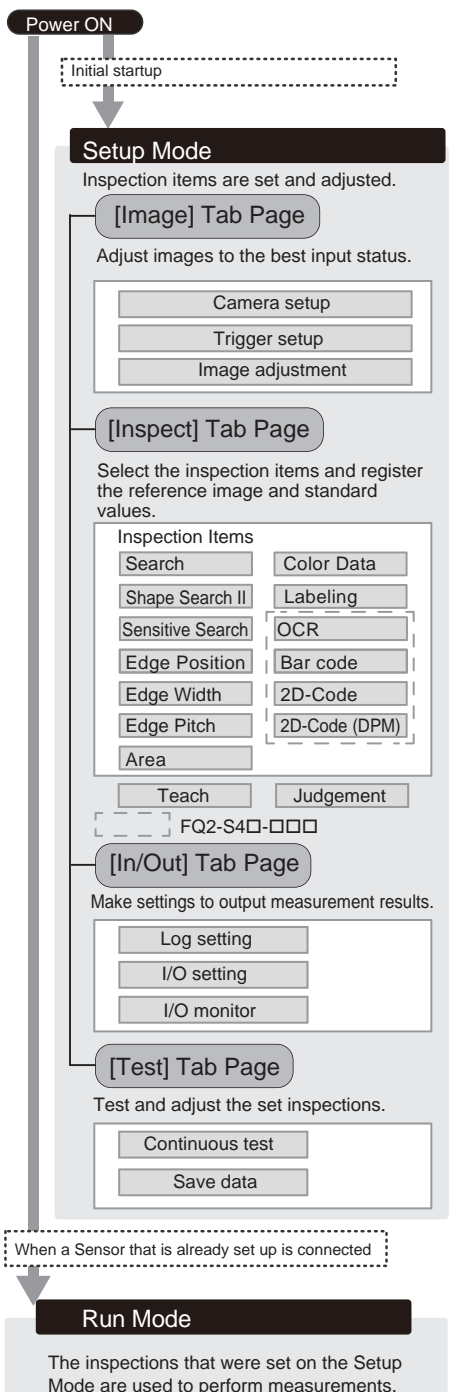 Power ON
Initial startup
Setup Mode
Inspection items are set and adjusted.
[Image] Tab Page
Adjust images to the best input status.
Camera setup
Trigger setup
Image adjustment
[Inspect] Tab Page
Select the inspection items and register
the reference image and standard
values.
Inspection Items
Search
Color Data
Shape Search II
Labeling
Sensitive Search
OCR
Edge Position
Bar code
Edge Width
2D-Code
Edge Pitch
2D-Code (DPM)
Area
Teach
Judgement
FQ2-S4□-□□□
[In/Out] Tab Page
Make settings to output measurement results.
Log setting
I/O setting
I/O monitor
[Test] Tab Page
Test and adjust the set inspections.
Continuous test
Save data
When a Sensor that is already set up is connected
Run Mode
The inspections that were set on the Setup
Mode are used to perform measurements.